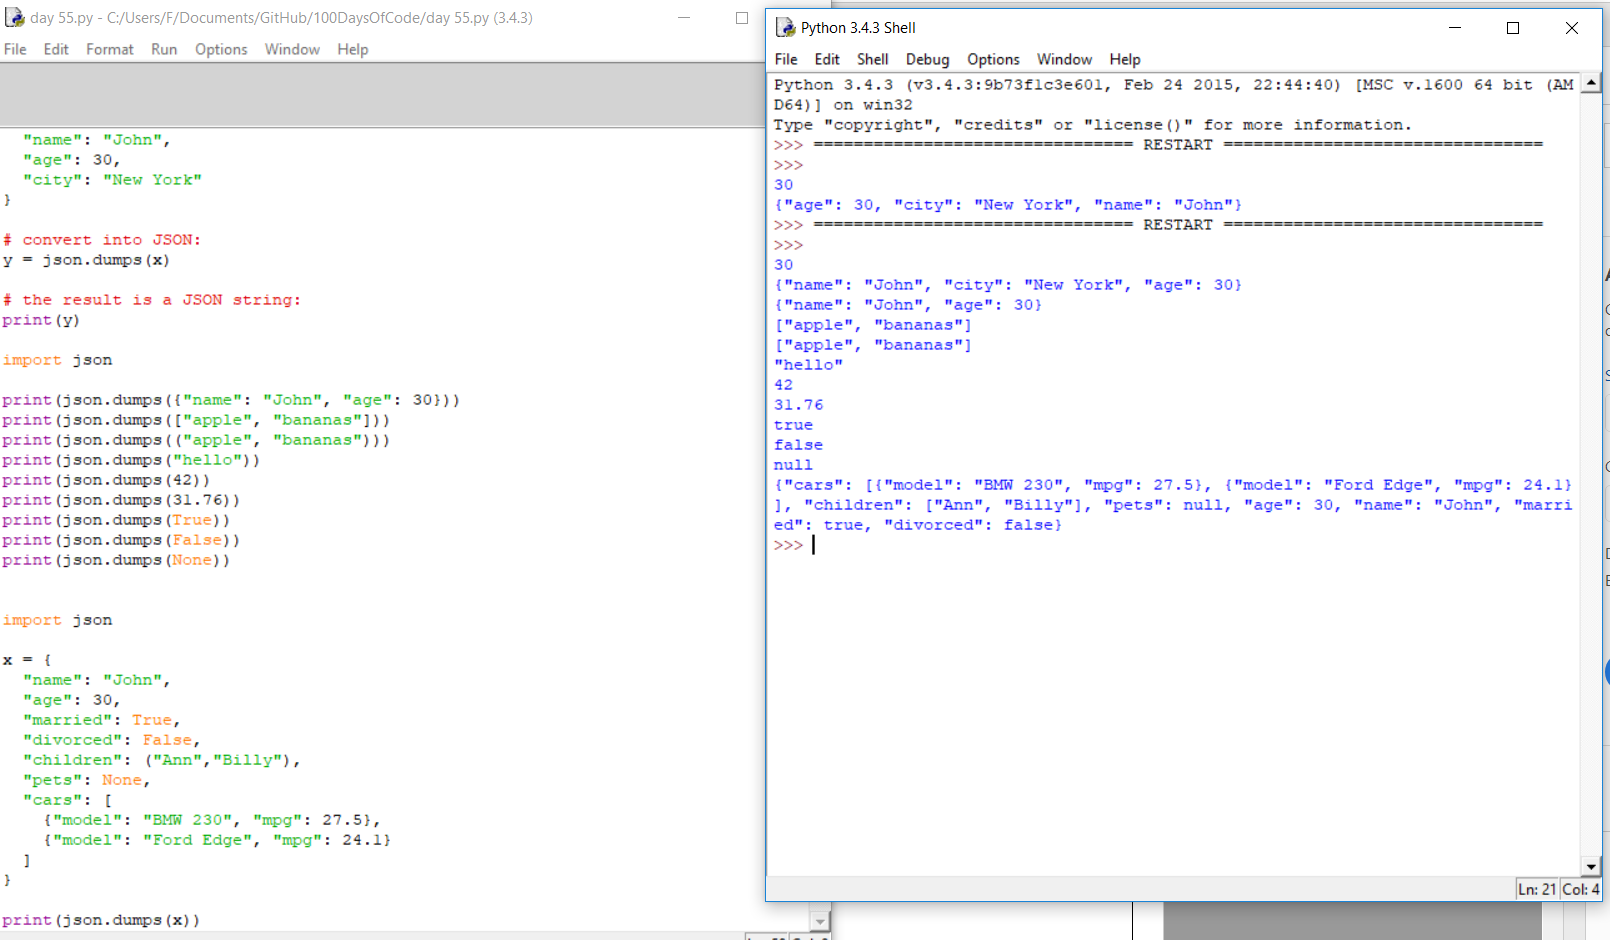 day 55.py - C:/Users/F/Documents/GitHub/100DaysOfCode/day 55.py (3.4.3)
File Edit Format Run Options Window Help
  "name": "John",
  "age": 30,
  "city": "New York"
}

# convert into JSON:
y = json.dumps(x)

# the result is a JSON string:
print(y)

import json

print(json.dumps({"name": "John", "age": 30}))
print(json.dumps(["apple", "bananas"]))
print(json.dumps(("apple", "bananas")))
print(json.dumps("hello"))
print(json.dumps(42))
print(json.dumps(31.76))
print(json.dumps(True))
print(json.dumps(False))
print(json.dumps(None))


import json

x = {
  "name": "John",
  "age": 30,
  "married": True,
  "divorced": False,
  "children": ("Ann","Billy"),
  "pets": None,
  "cars": [
    {"model": "BMW 230", "mpg": 27.5},
    {"model": "Ford Edge", "mpg": 24.1}
  ]
}

print(json.dumps(x))
Python 3.4.3 Shell
File Edit Shell Debug Options Window Help
Python 3.4.3 (v3.4.3:9b73f1c3e601, Feb 24 2015, 22:44:40) [MSC v.1600 64 bit (AM
D64)] on win32
Type "copyright", "credits" or "license()" for more information.
>>> ================================ RESTART ================================
>>>
30
{"age": 30, "city": "New York", "name": "John"}
>>> ================================ RESTART ================================
>>>
30
{"name": "John", "city": "New York", "age": 30}
{"name": "John", "age": 30}
["apple", "bananas"]
["apple", "bananas"]
"hello"
42
31.76
true
false
null
{"cars": [{"model": "BMW 230", "mpg": 27.5}, {"model": "Ford Edge", "mpg": 24.1}
], "children": ["Ann", "Billy"], "pets": null, "age": 30, "name": "John", "marri
ed": true, "divorced": false}
>>>
Ln: 21 Col: 4